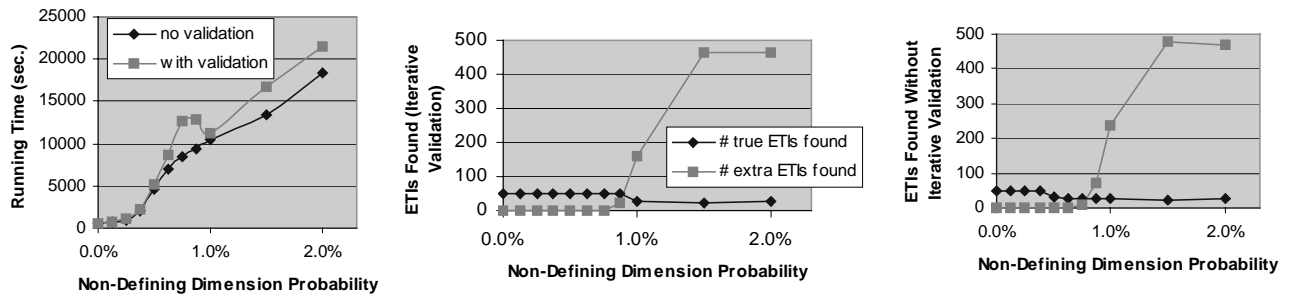 25000
20000
15000
10000
5000
0
Running Time (sec.)
no validation
with validation
0.0%
1.0%
2.0%
Non-Defining Dimension Probability
500
400
300
200
100
0
ETIs Found (Iterative
Validation)
# true ETIs found
# extra ETIs found
0.0%
1.0%
2.0%
Non-Defining Dimension Probability
500
400
300
200
100
0
ETIs Found Without
Iterative Validation
0.0%
1.0%
2.0%
Non-Defining Dimension Probability